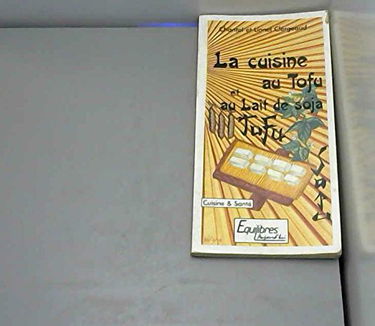 Chantal et Lionel Clergeaud
La cuisine
au Tofu
et
au Lait de soja
Tofu
Cuisine & Santé
Equilibres